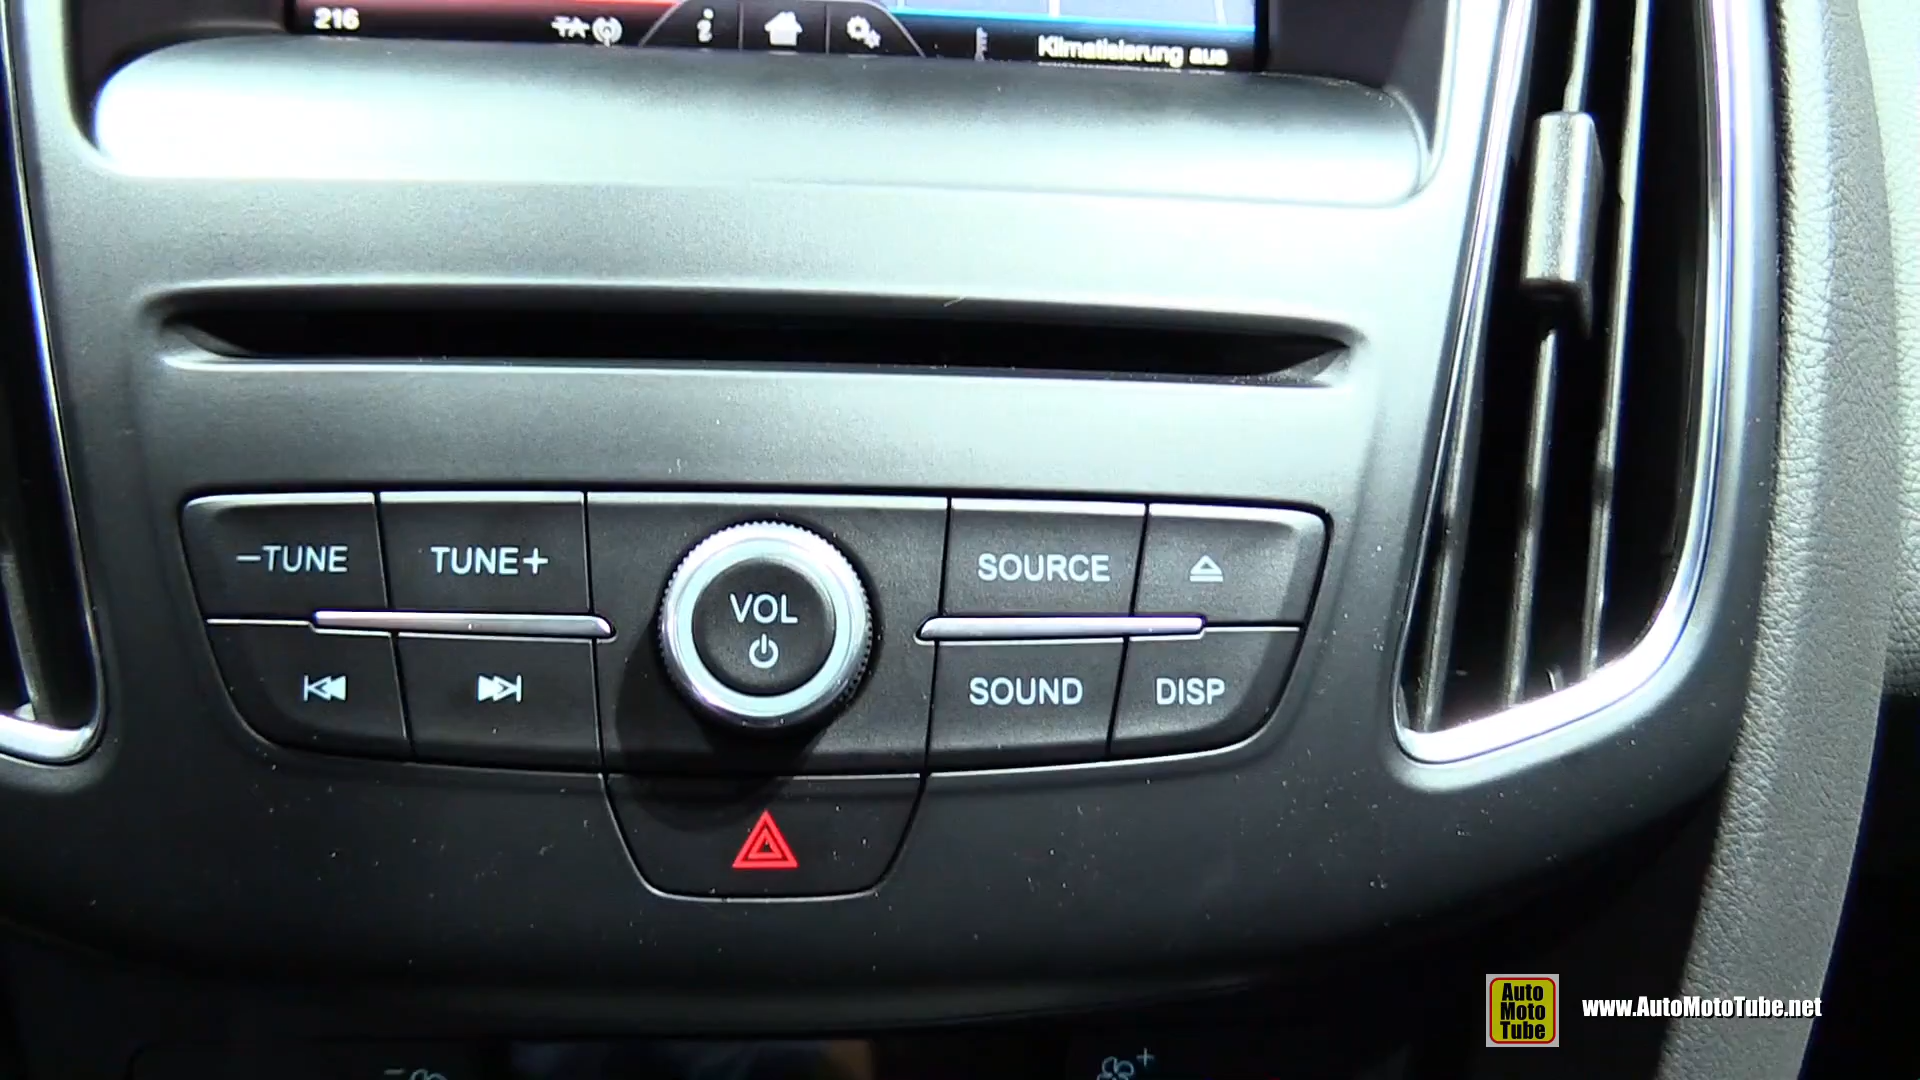 216
Klimatisierung aus
–TUNE
TUNE+
VOL
SOURCE
SOUND
DISP
Auto
Moto
Tube
www.AutoMotoTube.net